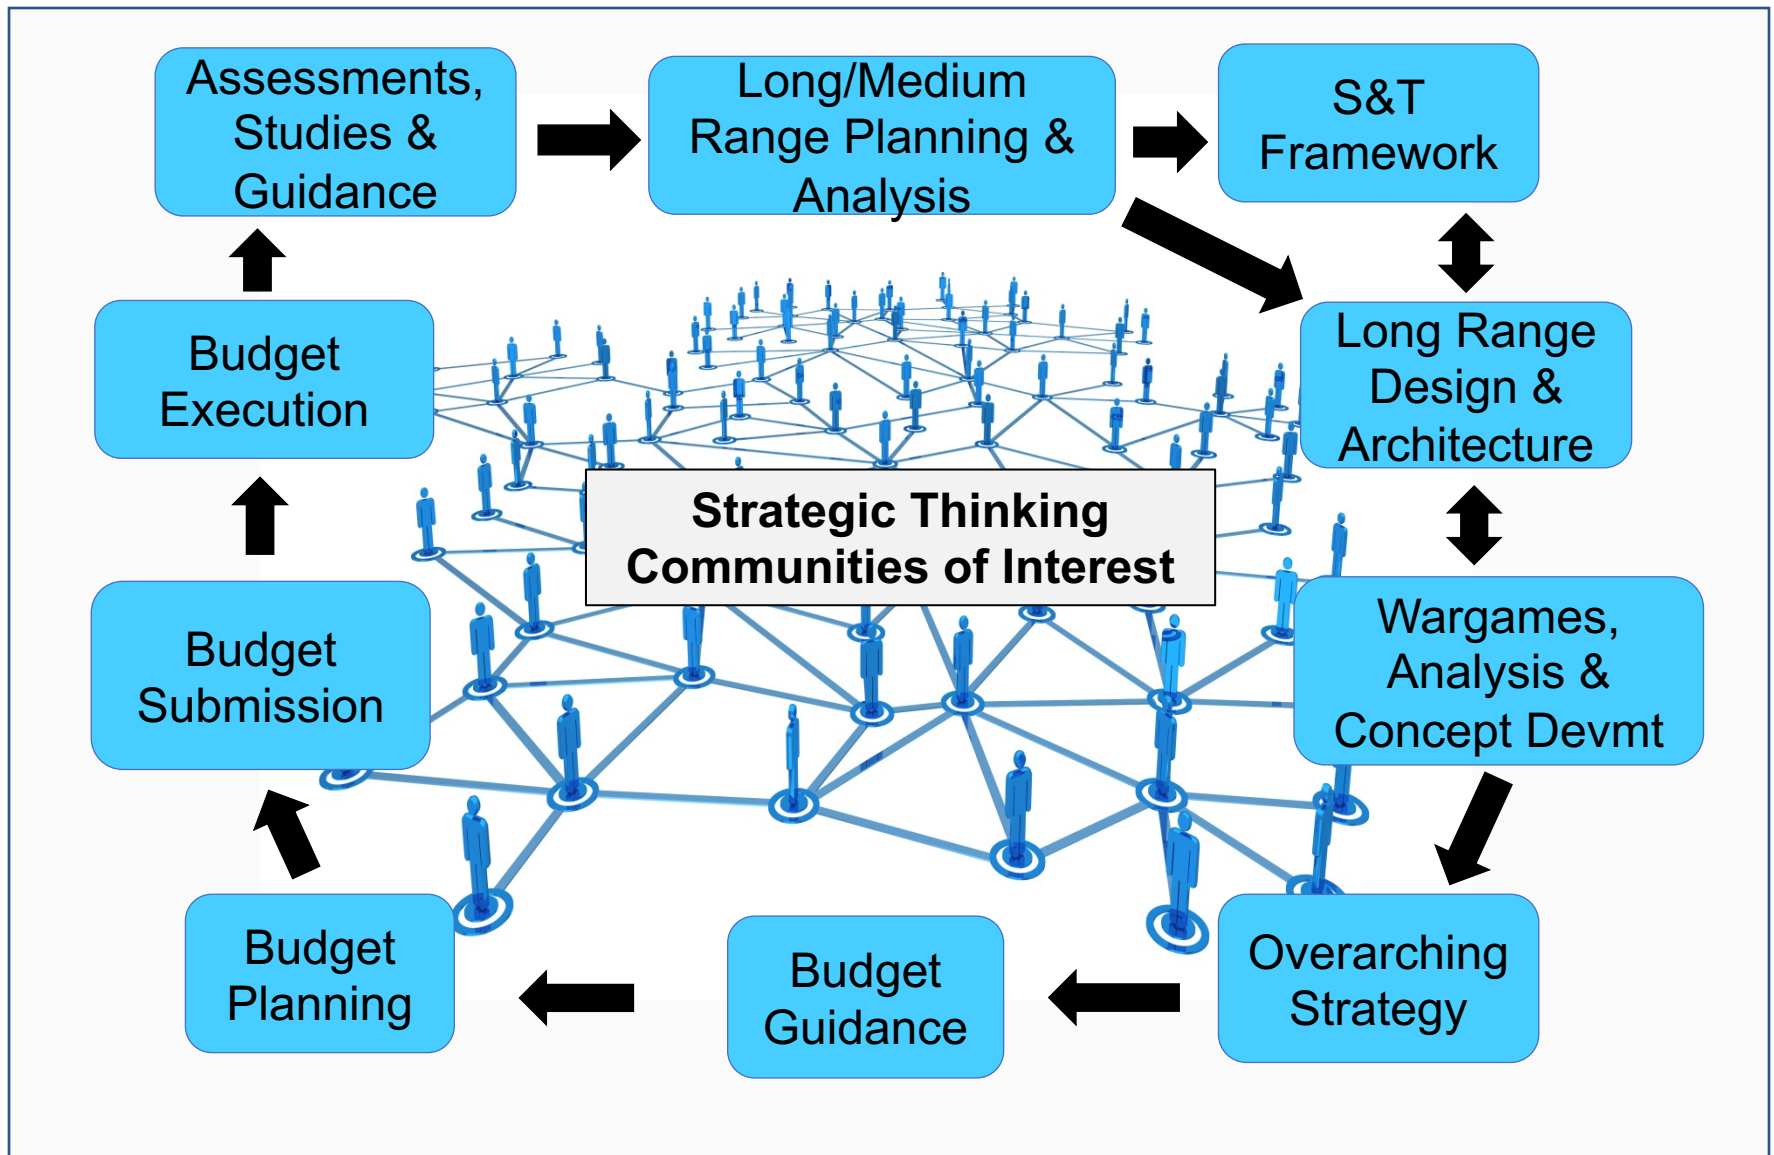 Assessments,
Studies &
Guidance
Long/Medium
Range Planning &
Analysis
S&T
Framework
Budget
Execution
Long Range
Design &
Architecture
Strategic Thinking
Communities of Interest
Budget
Submission
Wargames,
Analysis &
Concept Devmt
Budget
Planning
Budget
Guidance
Overarching
Strategy